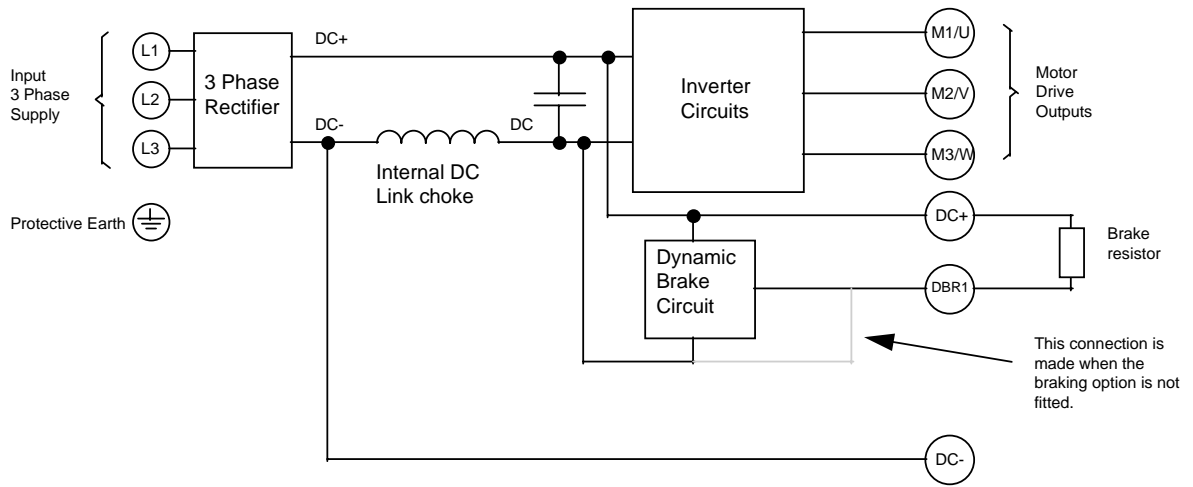 L1
L2
L3
Input
3 Phase
Supply
3 Phase
Rectifier
DC+
DC-
DC
Internal DC
Link choke
Inverter
Circuits
M1/U
M2/V
M3/W
Motor
Drive
Outputs
Protective Earth
DC+
Dynamic
Brake
Circuit
DBR1
Brake
resistor
This connection is
made when the
braking option is not
fitted.
DC-